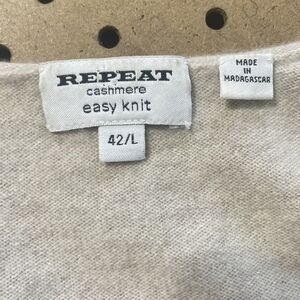 REPEAT
cashmere
easy knit
42/L
MADE
IN
MADAGASCAR